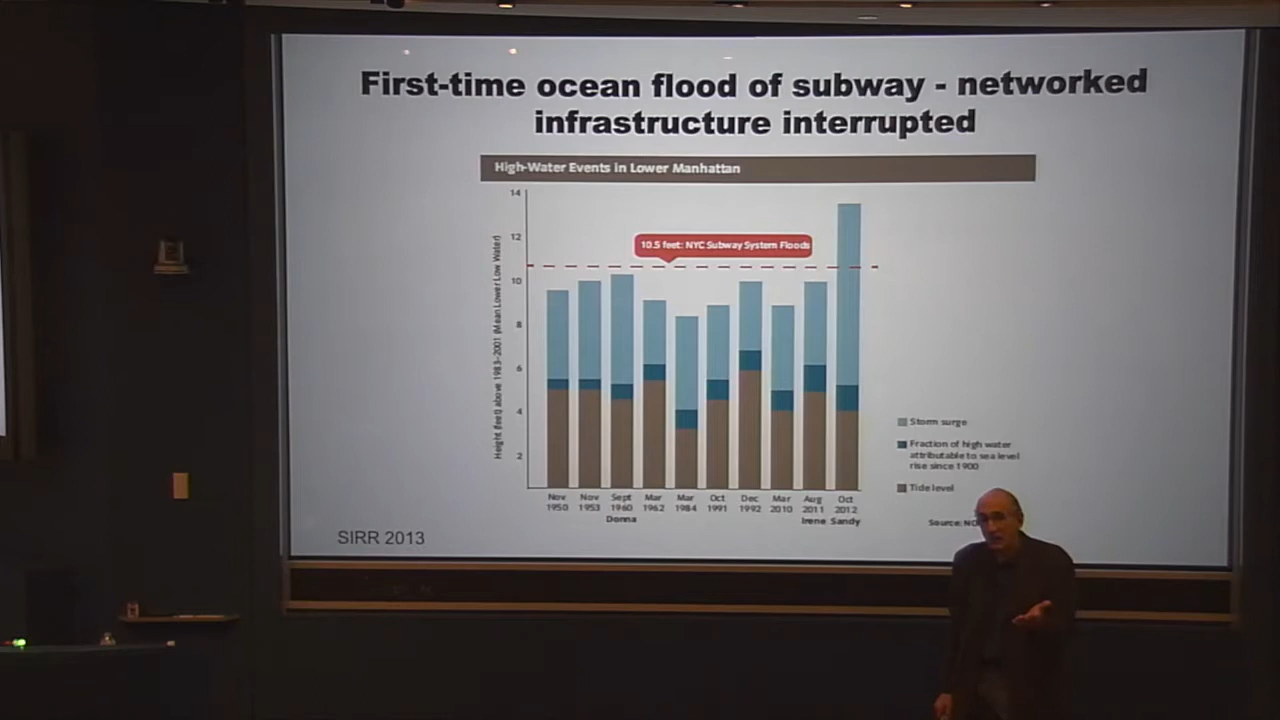 First-time ocean flood of subway - networked
infrastructure interrupted
High-Water Events in Lower Manhattan
14
12
10
8
6
4
2
Height (feet) above 1983-2001 (Mean Lower Low Water)
10.5 feet: NYC Subway System Floods
Nov Nov Sept Mar Mar Oct Dec Mar Aug Oct
1950 1953 1960 1962 1984 1991 1992 2010 2011 2012
Donna Irene Sandy
Storm surge
Fraction of high water
attributable to sea level
rise since 1900
Tide level
Source:
SIRR 2013